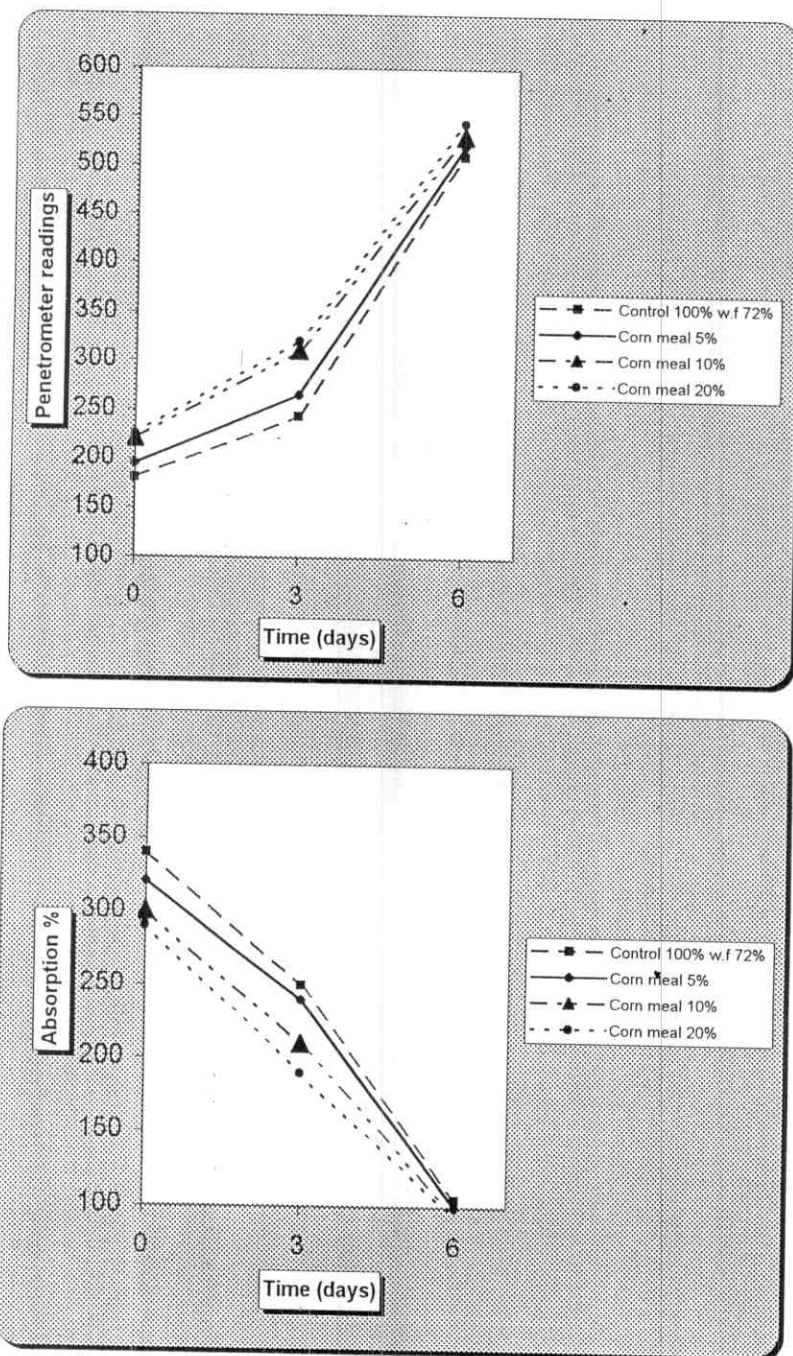 600
550
500
450
400
350
300
250
200
150
100
Penetrometer readings
0 3 6
Time (days)
Control 100% w.f 72%
Corn meal 5%
Corn meal 10%
Corn meal 20%
400
350
300
250
200
150
100
Absorption %
0 3 6
Time (days)
Control 100% w.f 72%
Corn meal 5%
Corn meal 10%
Corn meal 20%